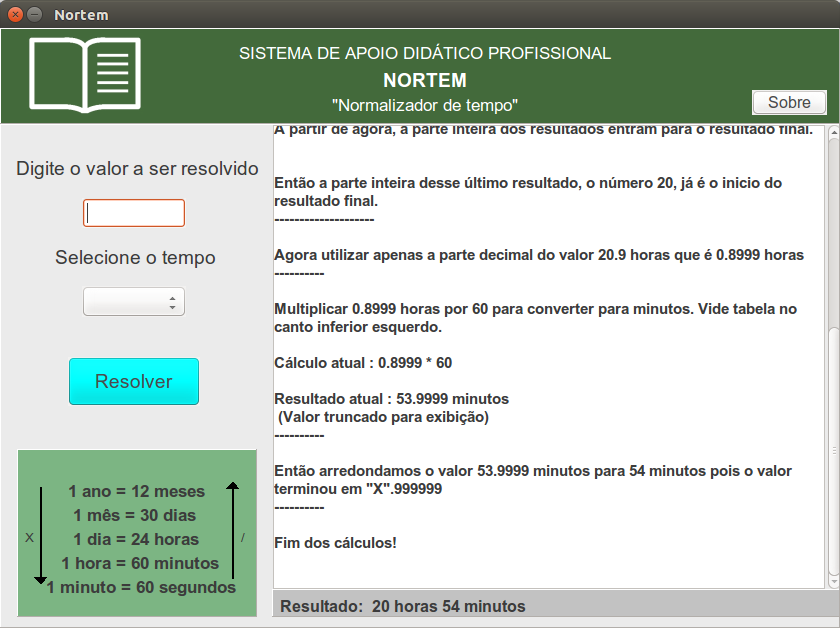 Nortem
SISTEMA DE APOIO DIDÁTICO PROFISSIONAL
NORTEM
"Normalizador de tempo"
Sobre
Digite o valor a ser resolvido
Selecione o tempo
Resolver
X
/
1 ano = 12 meses
1 mês = 30 dias
1 dia = 24 horas
1 hora = 60 minutos
1 minuto = 60 segundos
A partir de agora, a parte inteira dos resultados entram para o resultado final.
Então a parte inteira desse último resultado, o número 20, já é o inicio do
resultado final.
--------------------
Agora utilizar apenas a parte decimal do valor 20.9 horas que é 0.8999 horas
----------
Multiplicar 0.8999 horas por 60 para converter para minutos. Vide tabela no
canto inferior esquerdo.
Cálculo atual : 0.8999 * 60
Resultado atual : 53.9999 minutos
(Valor truncado para exibição)
----------
Então arredondamos o valor 53.9999 minutos para 54 minutos pois o valor
terminou em "X".999999
----------
Fim dos cálculos!
Resultado: 20 horas 54 minutos